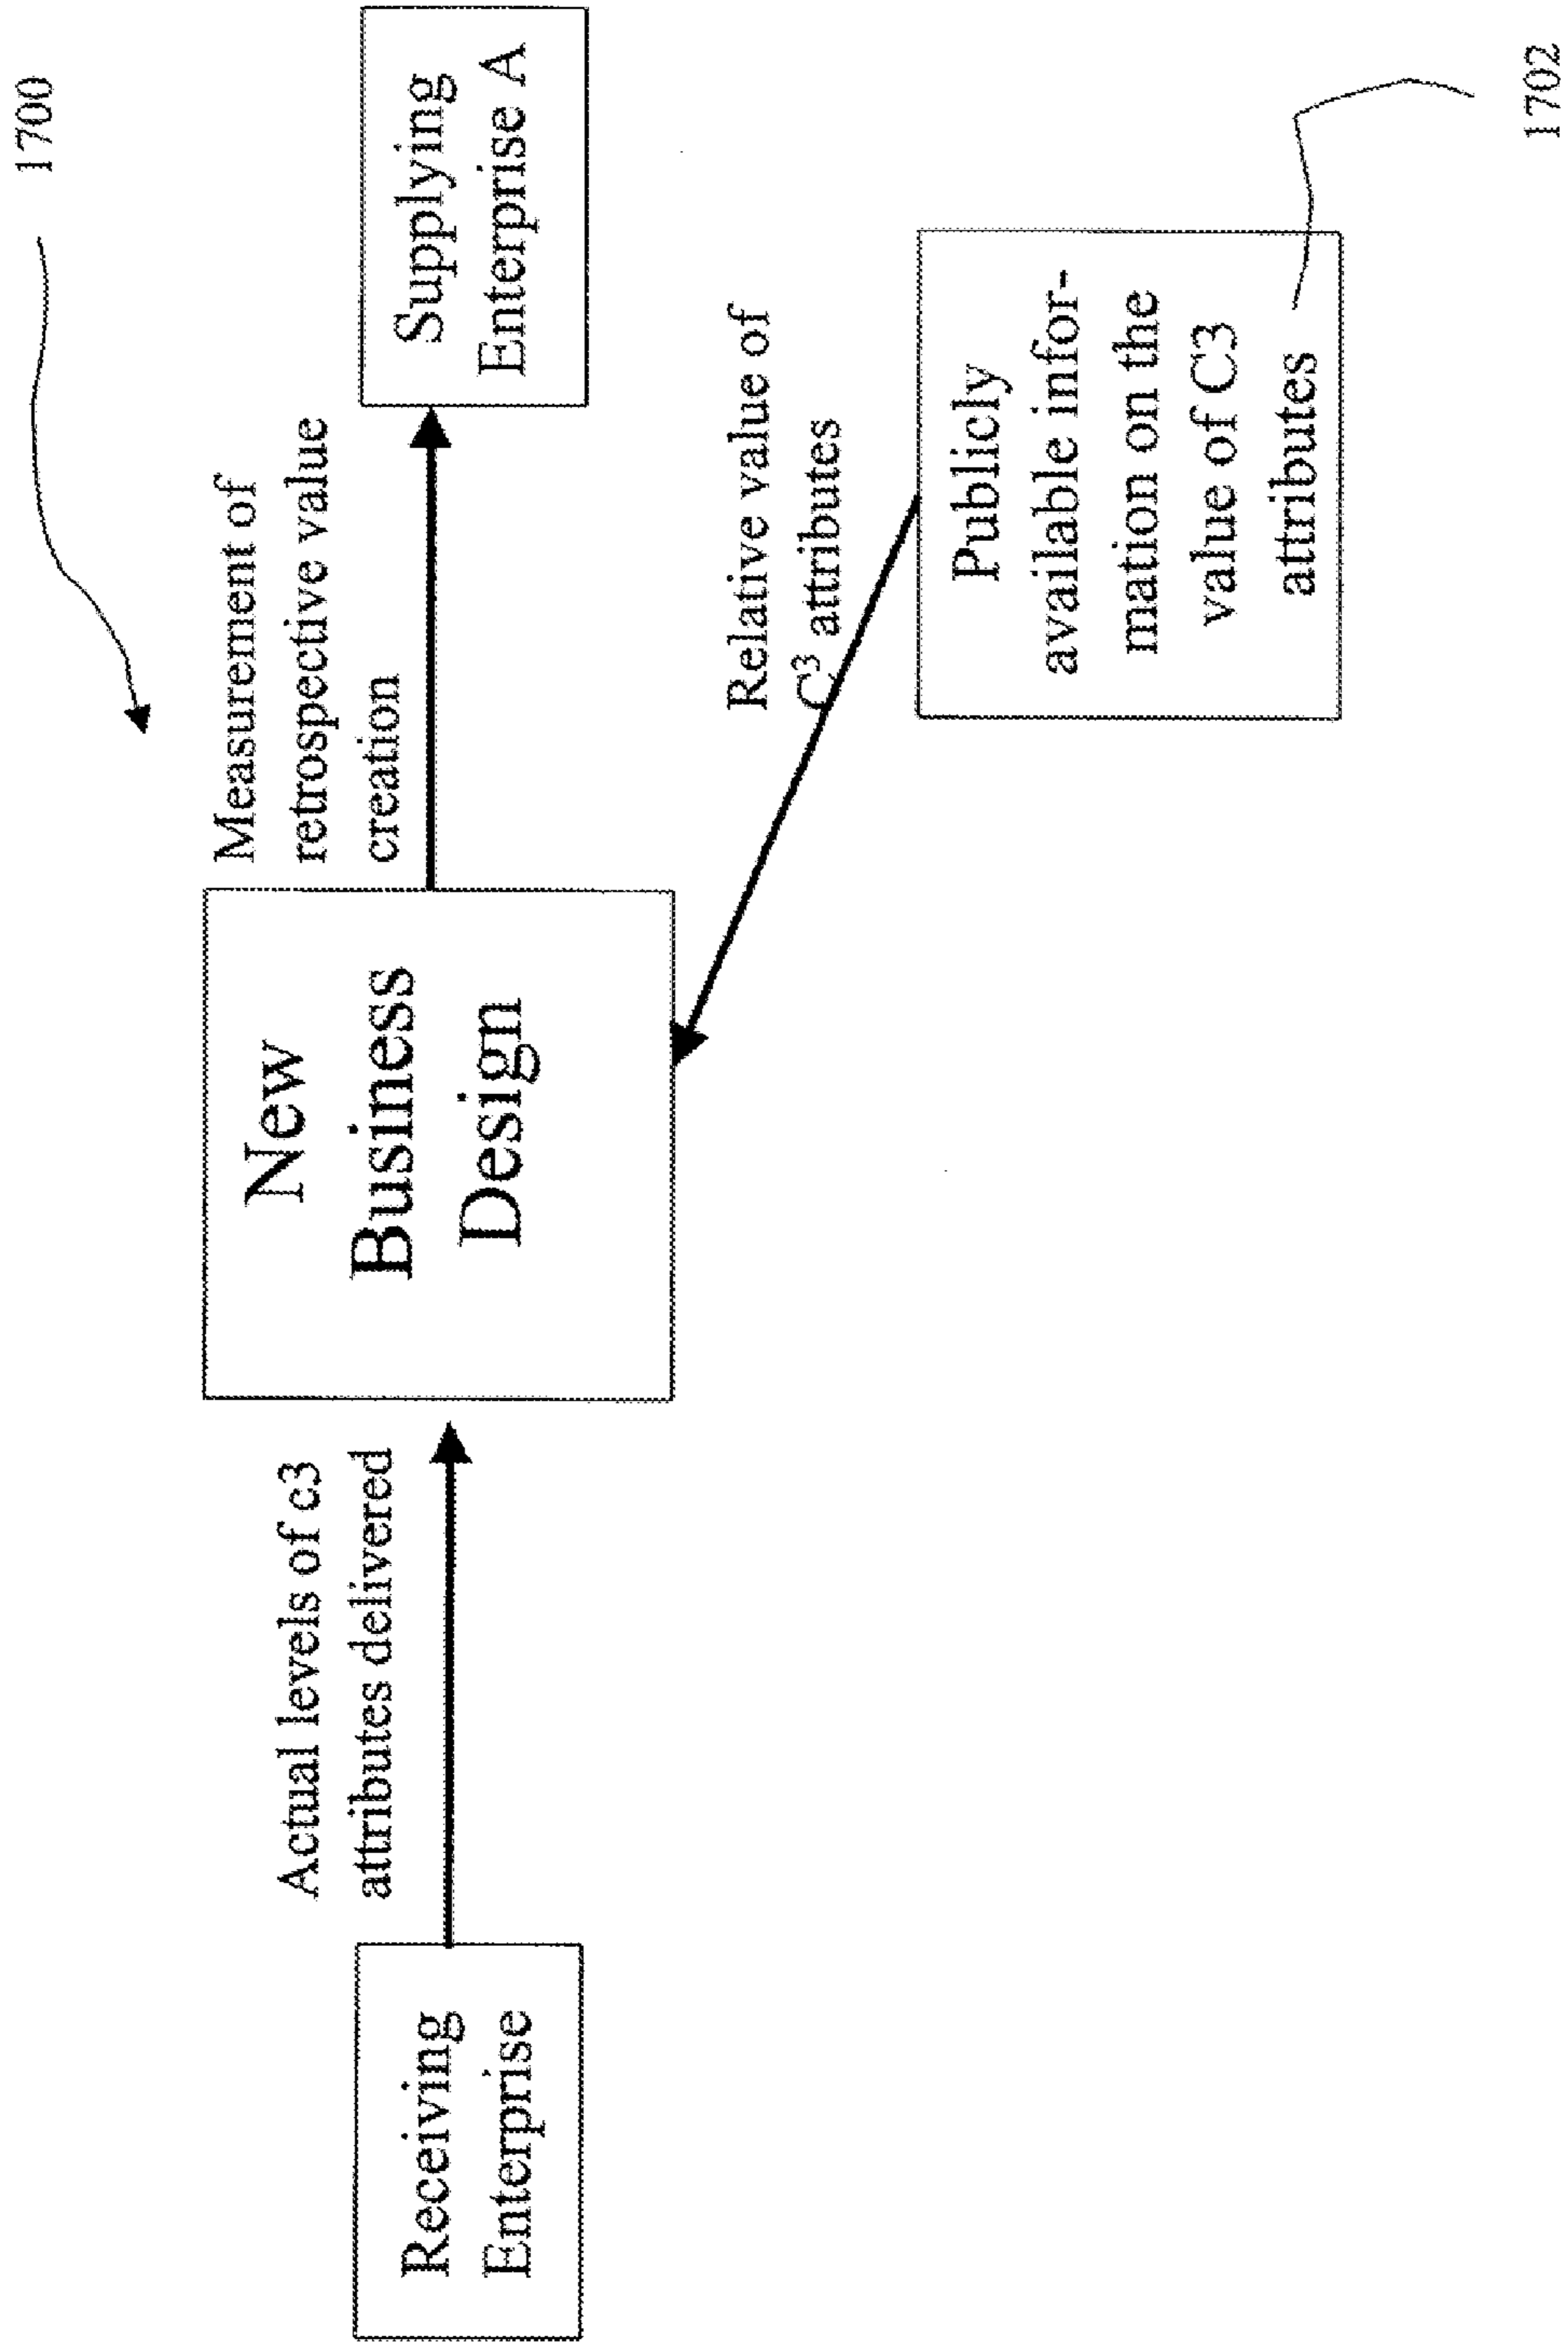 1700
Receiving
Enterprise
Actual levels of c3
attributes delivered
New
Business
Design
Measurement of
retrospective value
creation
Supplying
Enterprise A
Relative value of
C³ attributes
Publicly
available infor-
mation on the
value of C3
attributes
1702